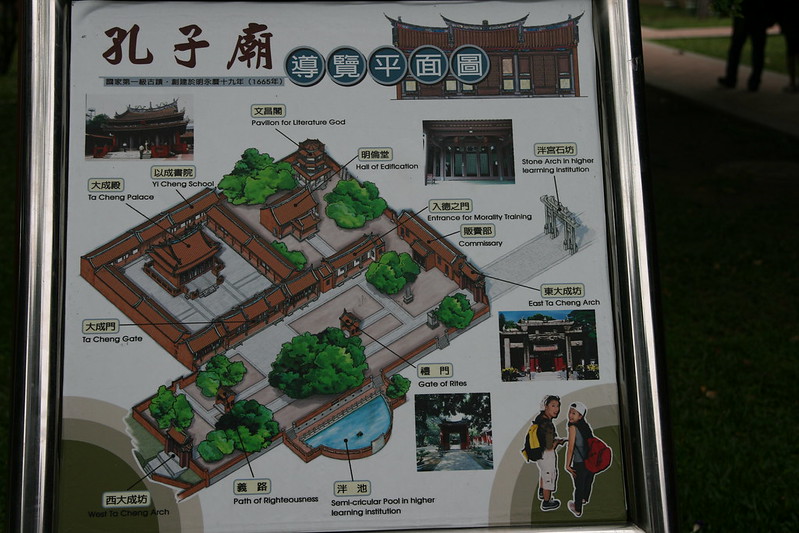 孔子廟導覽平面圖
國家第一級古蹟，創建於明永曆十九年（1665年）
文昌閣
Pavilion for Literature God
明倫堂
Hall of Edification
泮宮石坊
Stone Arch in higher
learning institution
以成書院
Yi Cheng School
大成殿
Ta Cheng Palace
入德之門
Entrance for Morality Training
販賣部
Commissary
東大成坊
East Ta Cheng Arch
大成門
Ta Cheng Gate
禮門
Gate of Rites
西大成坊
West Ta Cheng Arch
義路
Path of Righteousness
泮池
Semi-cricular Pool in higher
learning institution